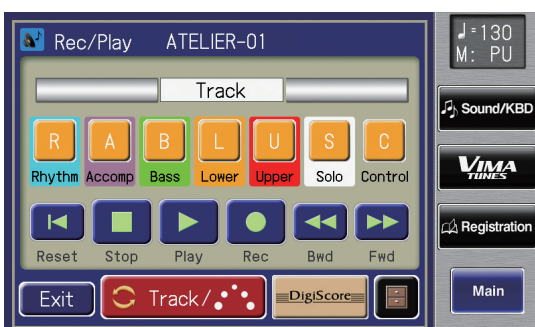 Rec/Play ATELIER-01
♩=130
M: PU
Track
R A B L U S C
Rhythm Accomp Bass Lower Upper Solo Control
Sound/KBD
VIMA
TUNES
Reset Stop Play Rec Bwd Fwd
Registration
Exit Track/ DigiScore
Main